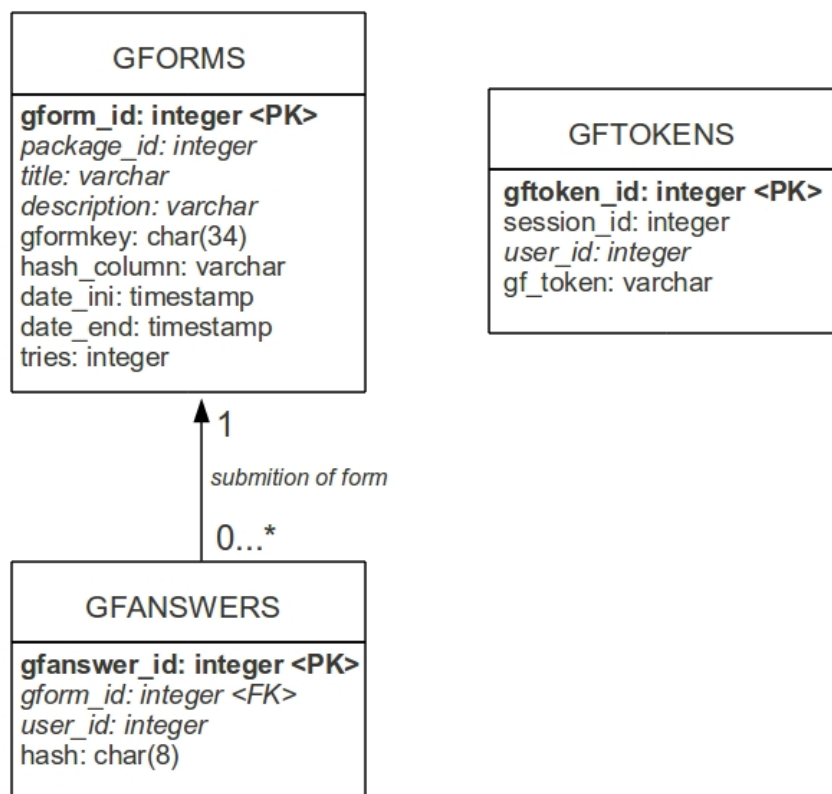 GFORMS
gform_id: integer <PK>
package_id: integer
title: varchar
description: varchar
gformkey: char(34)
hash_column: varchar
date_ini: timestamp
date_end: timestamp
tries: integer
GFTOKENS
gftoken_id: integer <PK>
session_id: integer
user_id: integer
gf_token: varchar
1
submition of form
0...*
GFANSWERS
gfanswer_id: integer <PK>
gform_id: integer <FK>
user_id: integer
hash: char(8)